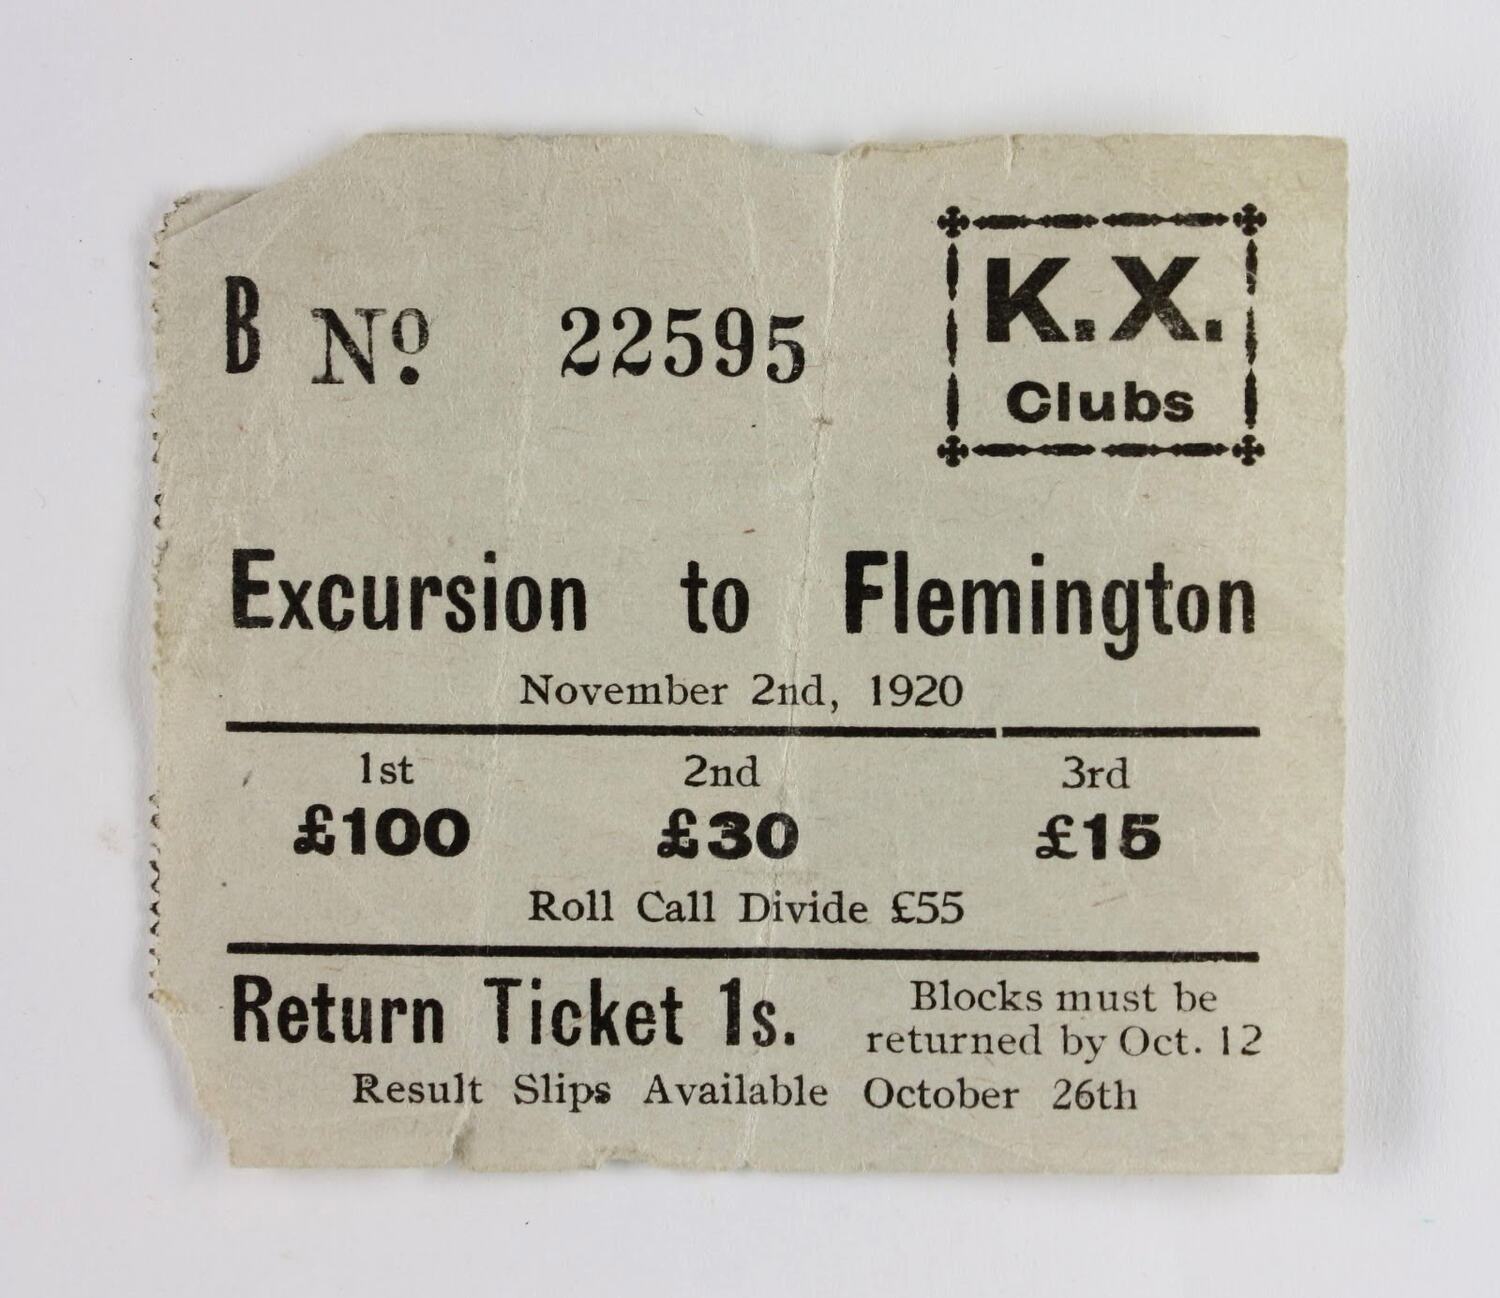 B Nº 22595
K.X.
Clubs
Excursion to Flemington
November 2nd, 1920
1st 2nd 3rd
£100 £30 £15
Roll Call Divide £55
Return Ticket 1s.
Blocks must be
returned by Oct. 12
Result Slips Available October 26th